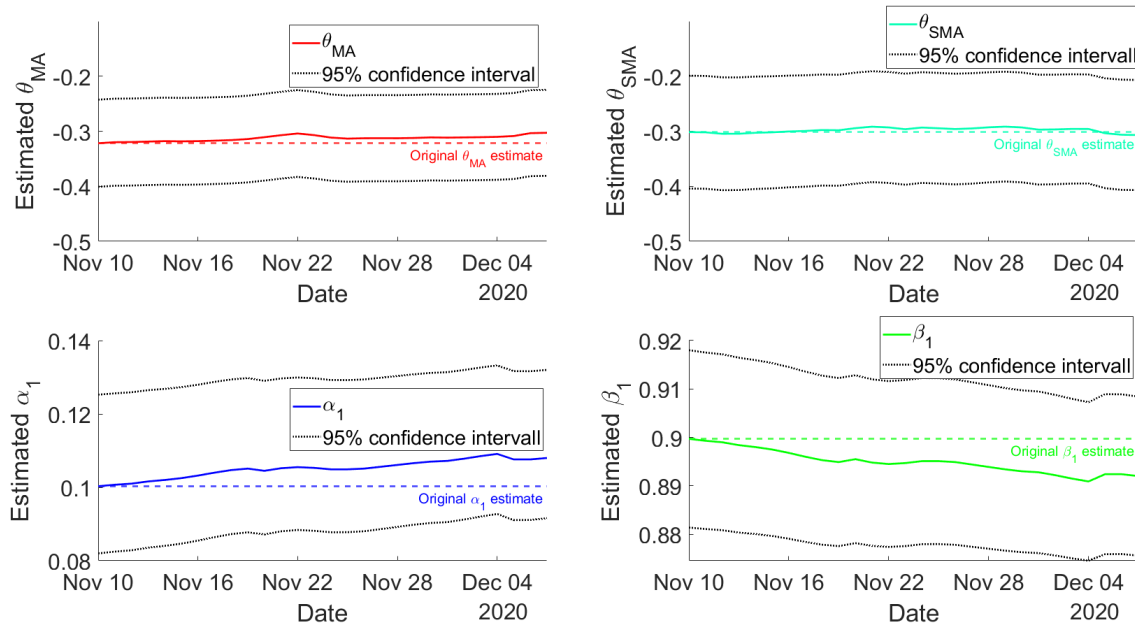 θMA
95% confidence intervall
Estimated θMA
-0.2
-0.3
-0.4
-0.5
Original θMA estimate
Nov 10 Nov 16 Nov 22 Nov 28 Dec 04
Date 2020
θSMA
95% confidence intervall
Estimated θSMA
-0.2
-0.3
-0.4
-0.5
Original θSMA estimate
Nov 10 Nov 16 Nov 22 Nov 28 Dec 04
Date 2020
α1
95% confidence intervall
Estimated α1
0.14
0.12
0.1
0.08
Original α1 estimate
Nov 10 Nov 16 Nov 22 Nov 28 Dec 04
Date 2020
β1
95% confidence intervall
Estimated β1
0.92
0.91
0.9
0.89
0.88
Original β1 estimate
Nov 10 Nov 16 Nov 22 Nov 28 Dec 04
Date 2020